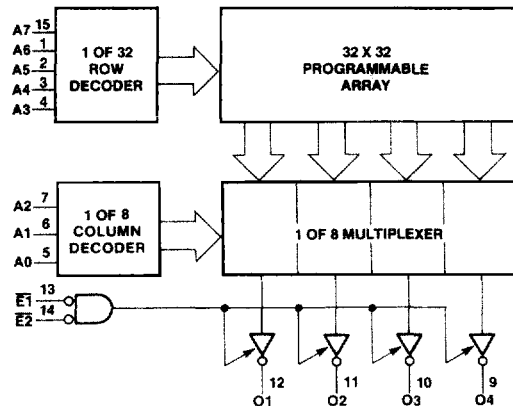 A7 15
A6 1
A5 2
A4 3
A3 4
1 OF 32
ROW
DECODER
32 X 32
PROGRAMMABLE
ARRAY
A2 7
A1 6
A0 5
1 OF 8
COLUMN
DECODER
1 OF 8 MULTIPLEXER
E1 13
E2 14
12 11 10 9
O1 O2 O3 O4